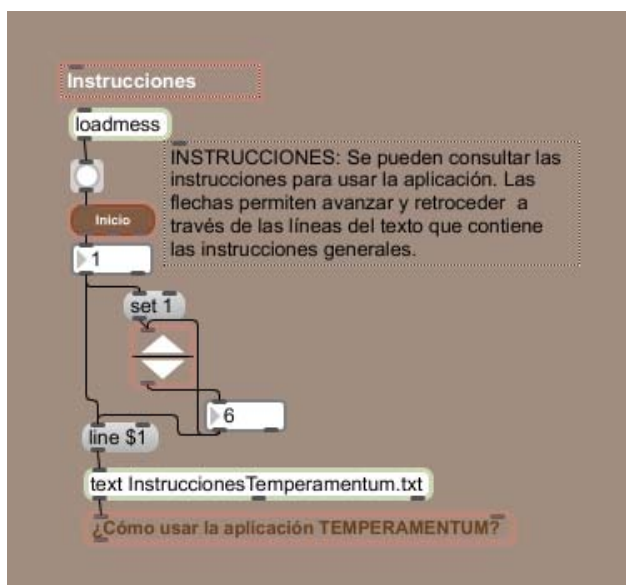 Instrucciones
loadmess
INSTRUCCIONES: Se pueden consultar las
instrucciones para usar la aplicación. Las
flechas permiten avanzar y retroceder a
través de las líneas del texto que contiene
las instrucciones generales.
Inicio
1
set 1
6
line $1
text InstruccionesTemperamentum.txt
¿Cómo usar la aplicación TEMPERAMENTUM?